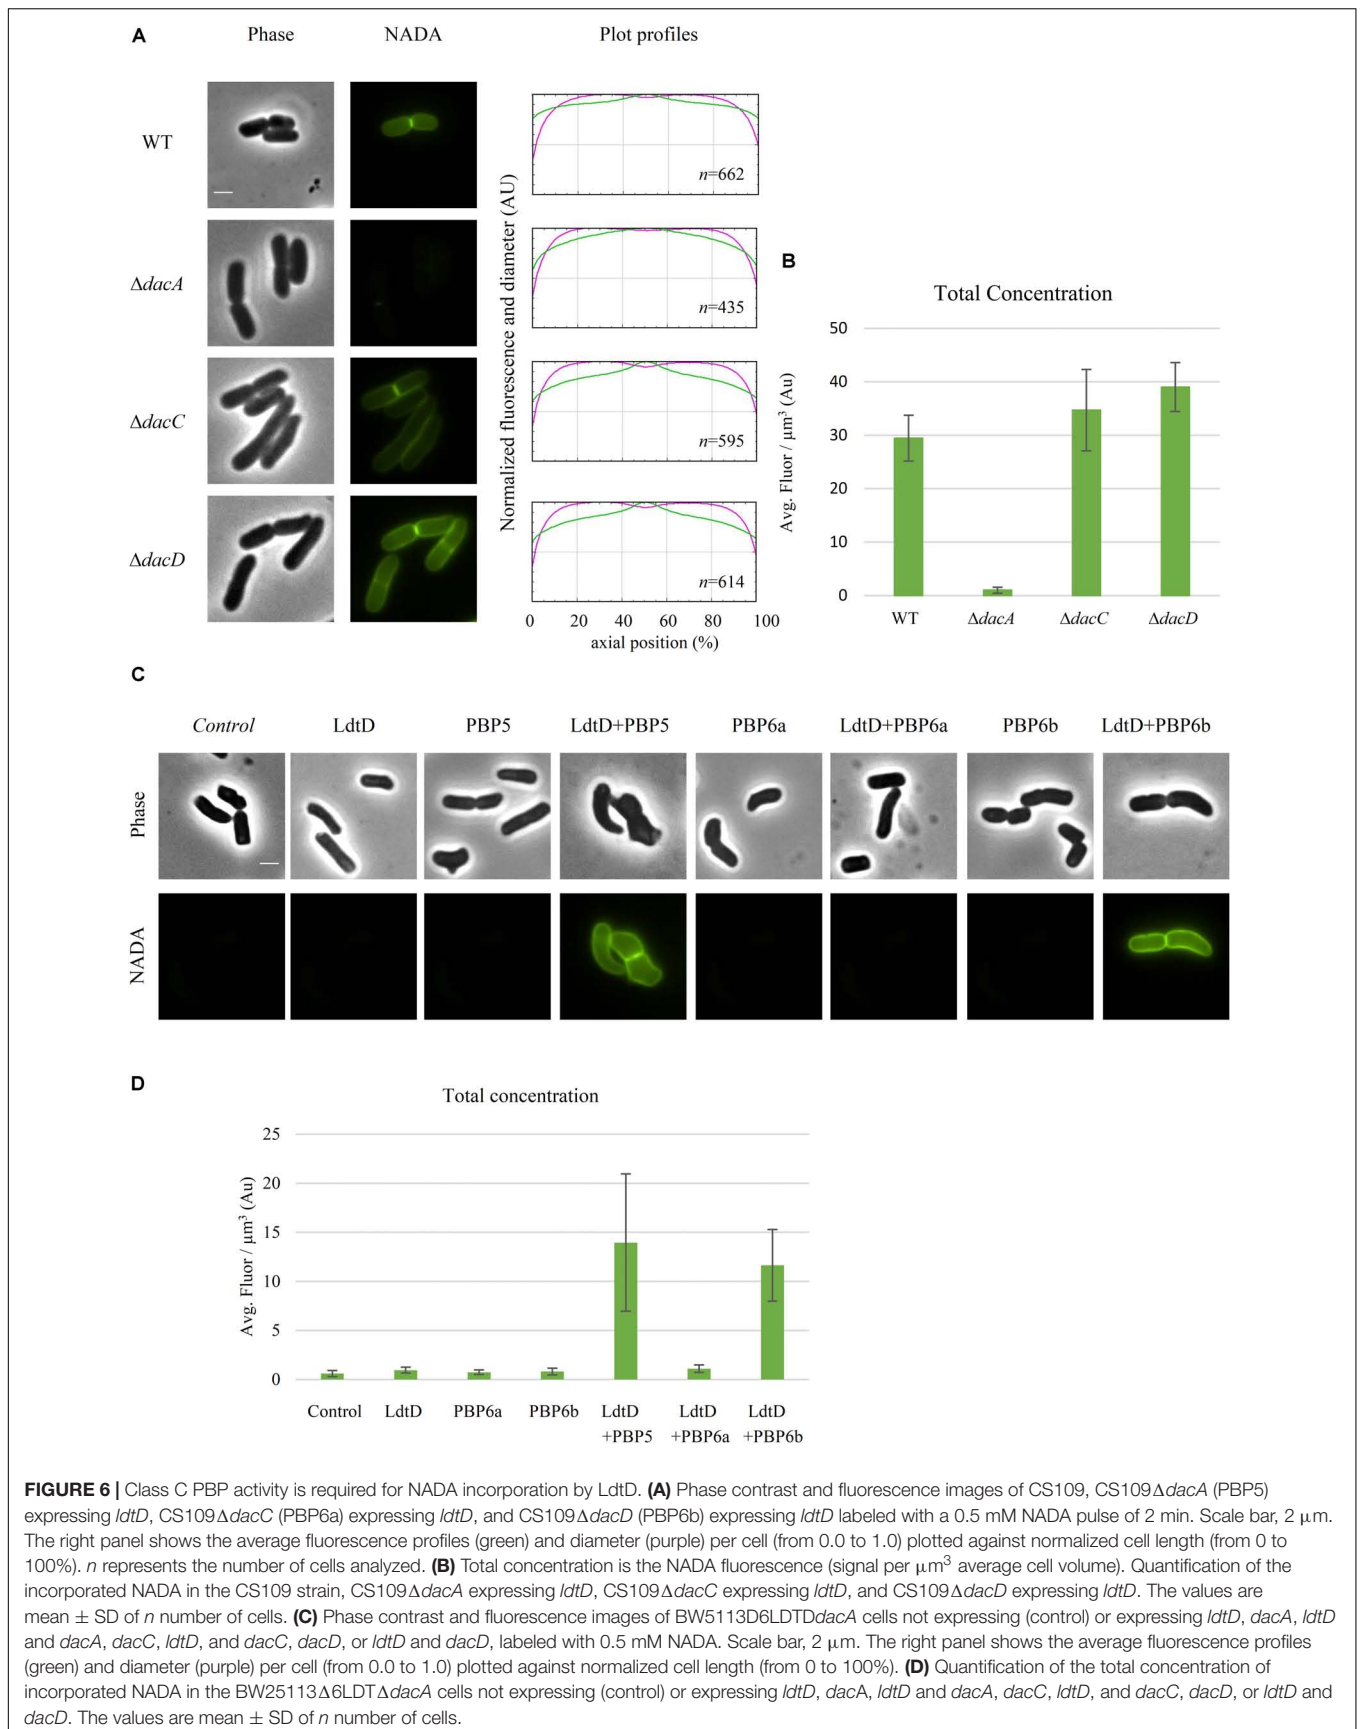 A
Phase
NADA
Plot profiles
WT
ΔdacA
ΔdacC
ΔdacD
Normalized fluorescence and diameter (AU)
n=662
n=435
n=595
n=614
0 20 40 60 80 100
axial position (%)
B
Total Concentration
Avg. Fluor / μm³ (Au)
50
40
30
20
10
0
WT ΔdacA ΔdacC ΔdacD
C
Control LdtD PBP5 LdtD+PBP5 PBP6a LdtD+PBP6a PBP6b LdtD+PBP6b
Phase
NADA
D
Total concentration
Avg. Fluor / μm³ (Au)
25
20
15
10
5
0
Control LdtD PBP6a PBP6b LdtD LdtD LdtD
+PBP5 +PBP6a +PBP6b
FIGURE 6 | Class C PBP activity is required for NADA incorporation by LdtD. (A) Phase contrast and fluorescence images of CS109, CS109ΔdacA (PBP5)
expressing ldtD, CS109ΔdacC (PBP6a) expressing ldtD, and CS109ΔdacD (PBP6b) expressing ldtD labeled with a 0.5 mM NADA pulse of 2 min. Scale bar, 2 μm.
The right panel shows the average fluorescence profiles (green) and diameter (purple) per cell (from 0.0 to 1.0) plotted against normalized cell length (from 0 to
100%). n represents the number of cells analyzed. (B) Total concentration is the NADA fluorescence (signal per μm³ average cell volume). Quantification of the
incorporated NADA in the CS109 strain, CS109ΔdacA expressing ldtD, CS109ΔdacC expressing ldtD, and CS109ΔdacD expressing ldtD. The values are
mean ± SD of n number of cells. (C) Phase contrast and fluorescence images of BW5113D6LDTDdacA cells not expressing (control) or expressing ldtD, dacA, ldtD
and dacA, dacC, ldtD, and dacC, dacD, or ldtD and dacD, labeled with 0.5 mM NADA. Scale bar, 2 μm. The right panel shows the average fluorescence profiles
(green) and diameter (purple) per cell (from 0.0 to 1.0) plotted against normalized cell length (from 0 to 100%). (D) Quantification of the total concentration of
incorporated NADA in the BW25113Δ6LDTΔdacA cells not expressing (control) or expressing ldtD, dacA, ldtD and dacA, dacC, ldtD, and dacC, dacD, or ldtD and
dacD. The values are mean ± SD of n number of cells.